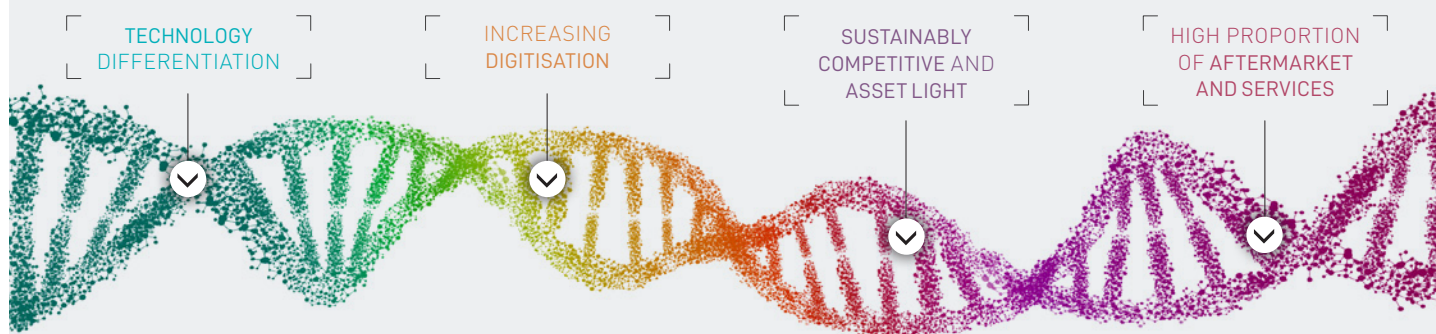 TECHNOLOGY
DIFFERENTIATION
INCREASING
DIGITISATION
SUSTAINABLY
COMPETITIVE AND
ASSET LIGHT
HIGH PROPORTION
OF AFTERMARKET
AND SERVICES